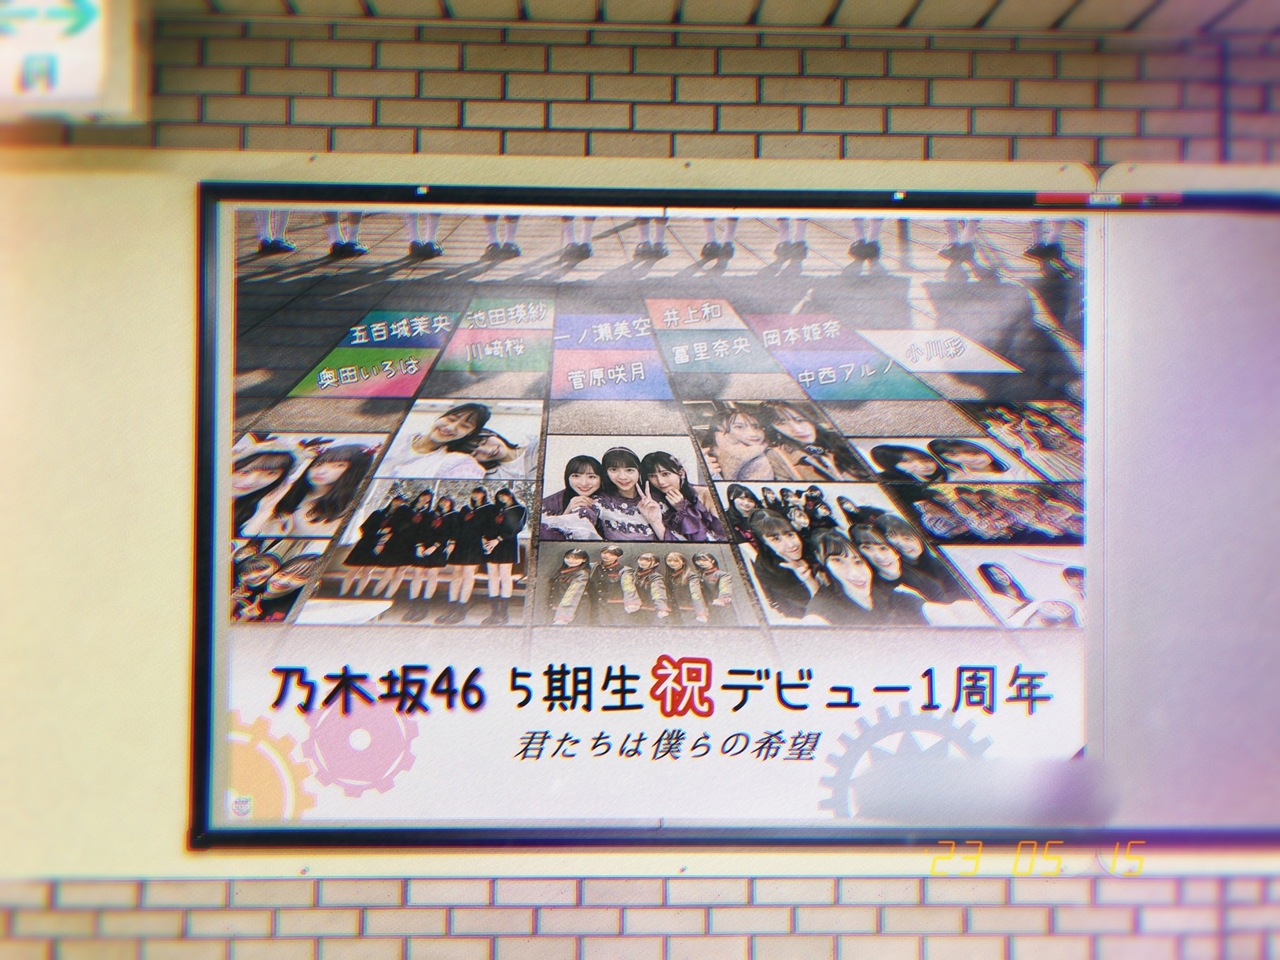 月
五百城茉央
池田瑛紗
一ノ瀬美空
井上和
岡本姫奈
小川彩
奥田いろは
川﨑桜
菅原咲月
冨里奈央
中西アルノ
乃木坂46 5期生 祝 デビュー1周年
君たちは僕らの希望
'23 05 15